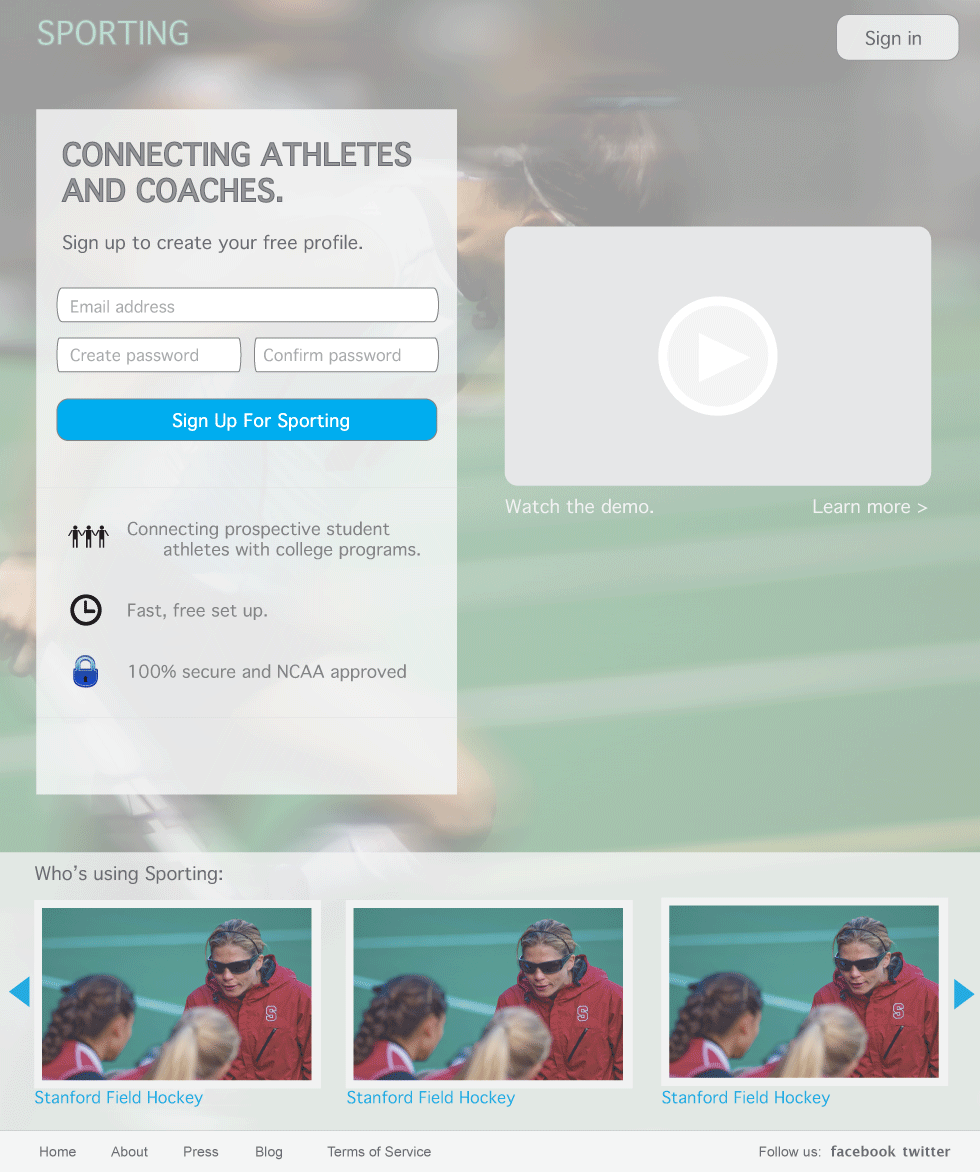 SPORTING
Sign in
CONNECTING ATHLETES
AND COACHES.
Sign up to create your free profile.
Email address
Create password
Confirm password
Sign Up For Sporting
Connecting prospective student
athletes with college programs.
Fast, free set up.
100% secure and NCAA approved
Watch the demo.
Learn more >
Who's using Sporting:
S
S
S
Stanford Field Hockey
Stanford Field Hockey
Stanford Field Hockey
Home
About
Press
Blog
Terms of Service
Follow us: facebook twitter